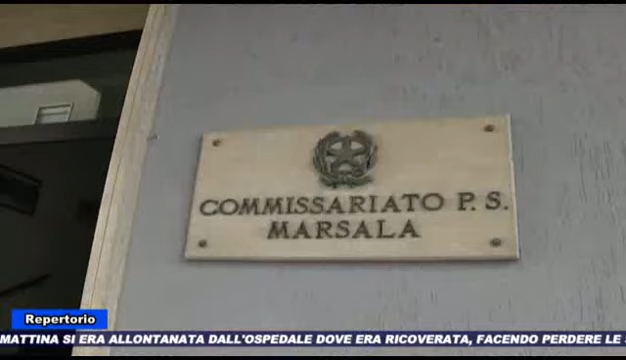 COMMISSARIATO P. S.
MARSALA
Repertorio
MATTINA SI ERA ALLONTANATA DALL'OSPEDALE DOVE ERA RICOVERATA, FACENDO PERDERE LE